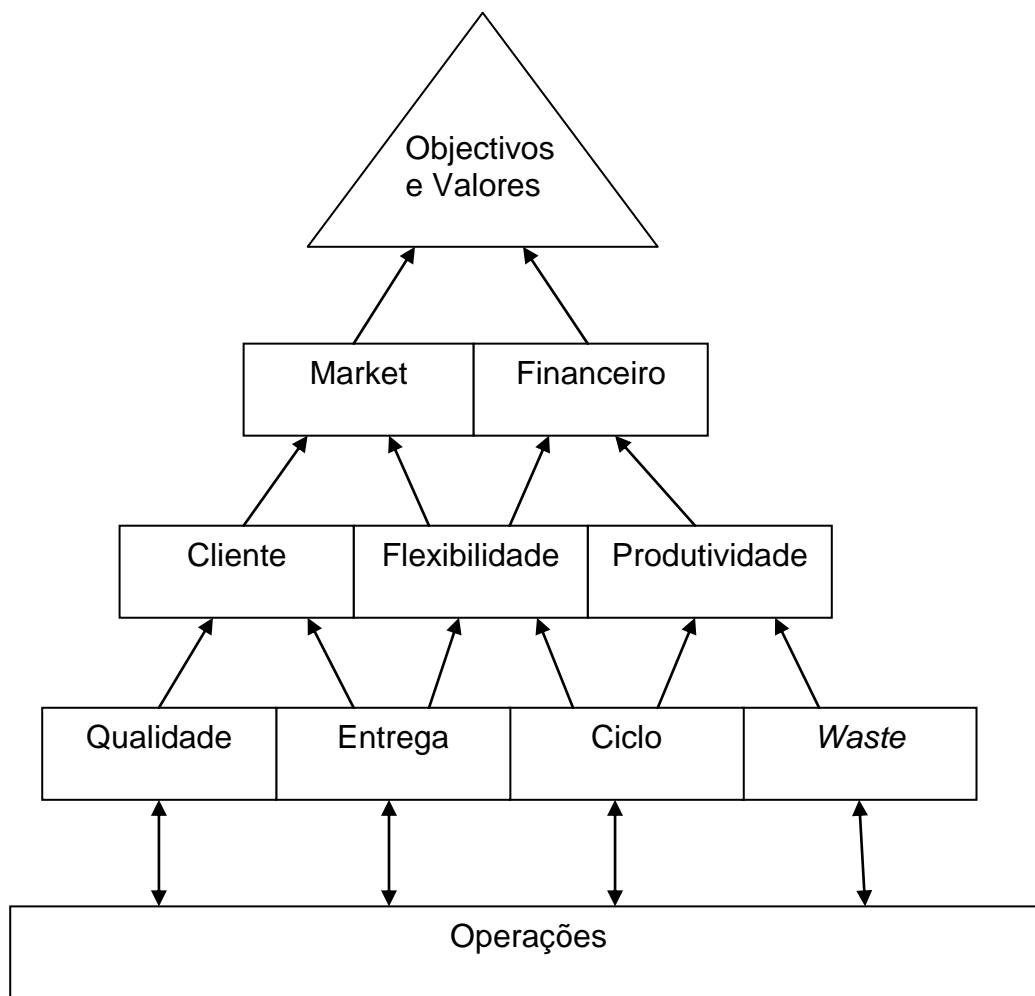 Objectivos
e Valores
Market
Financeiro
Cliente
Flexibilidade
Produtividade
Qualidade
Entrega
Ciclo
Waste
Operações